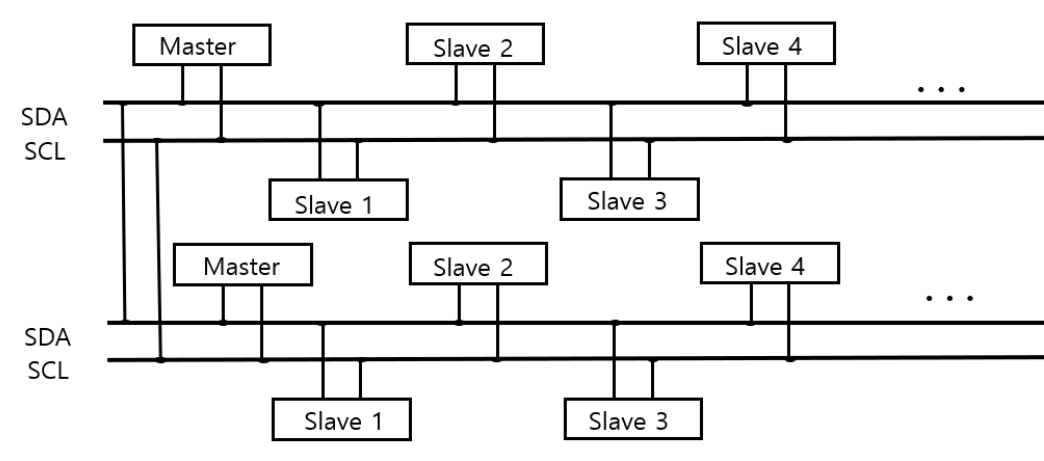 Master
Slave 2
Slave 4
. . .
SDA
SCL
Slave 1
Slave 3
Master
Slave 2
Slave 4
. . .
SDA
SCL
Slave 1
Slave 3